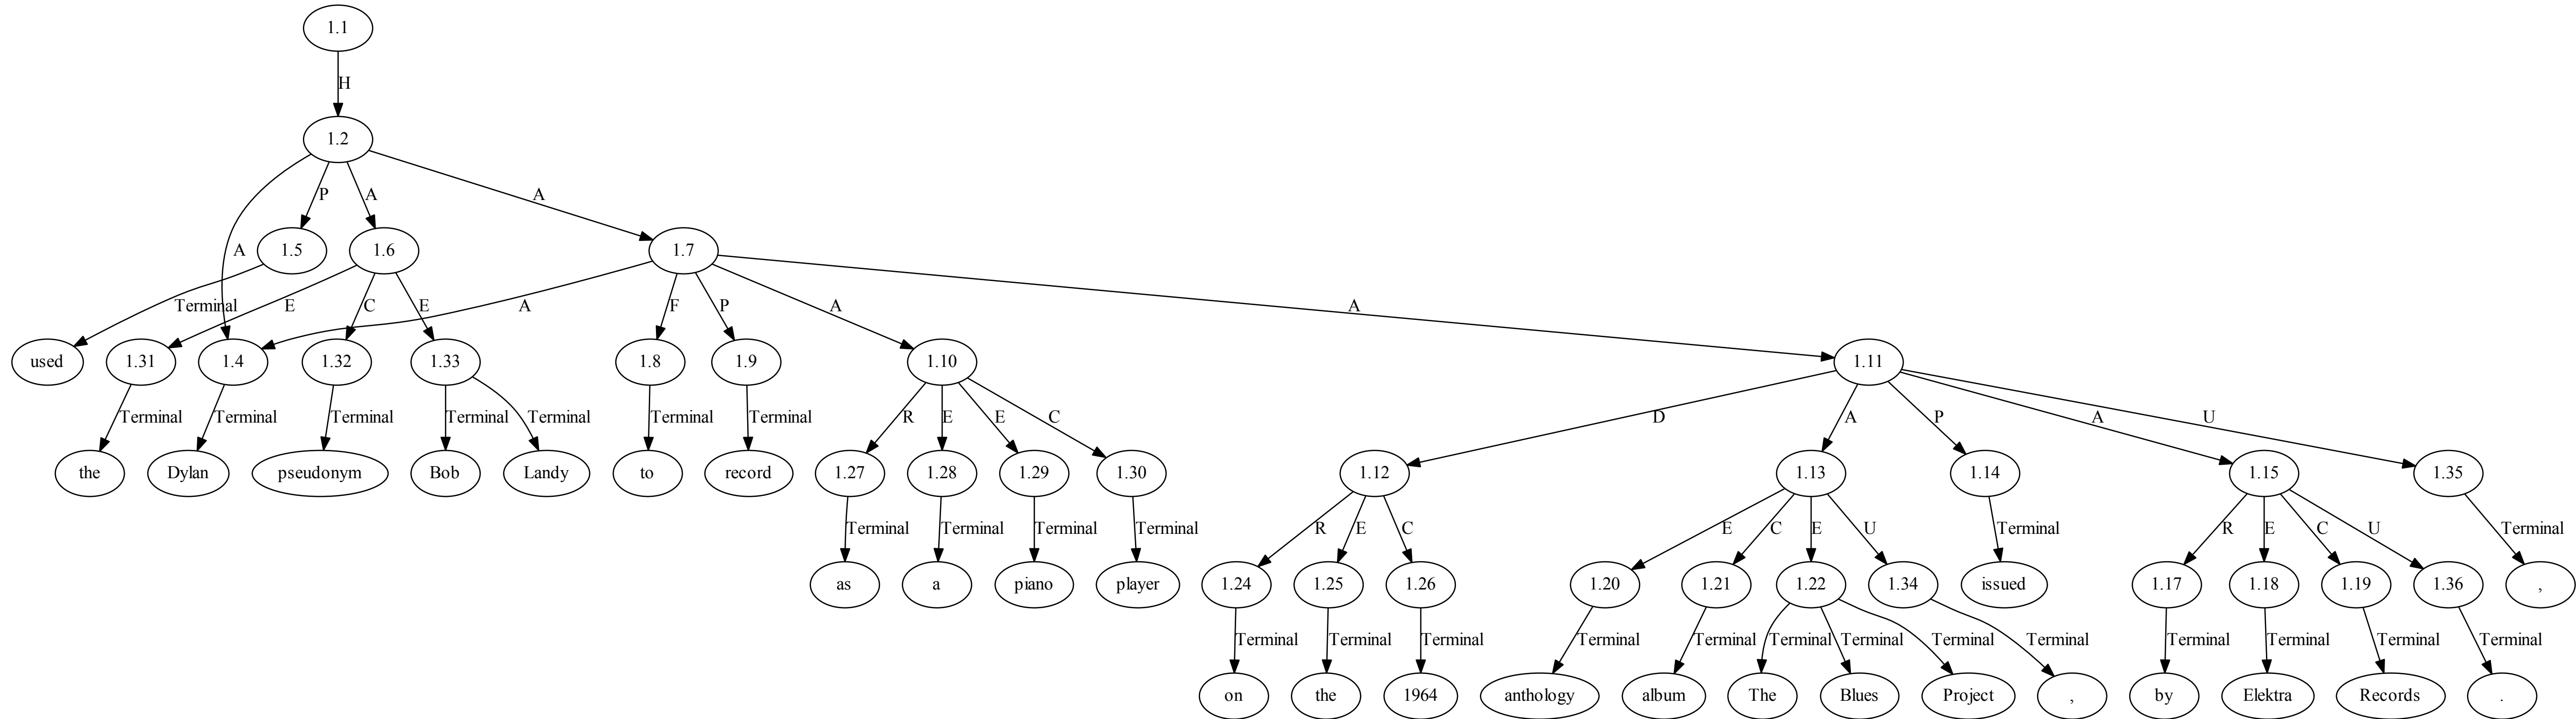 1.1
H
1.2
P A A
A 1.5 1.6 1.7
Terminal E C E A F P A A
used 1.31 1.4 1.32 1.33 1.8 1.9 1.10 1.11
Terminal Terminal Terminal Terminal Terminal Terminal Terminal R E E C D A P A U
the Dylan pseudonym Bob Landy to record 1.27 1.28 1.29 1.30 1.12 1.13 1.14 1.15 1.35
Terminal Terminal Terminal Terminal R E C E C E U Terminal R E C U Terminal
as a piano player 1.24 1.25 1.26 1.20 1.21 1.22 1.34 issued 1.17 1.18 1.19 1.36 ,
Terminal Terminal Terminal Terminal Terminal Terminal Terminal Terminal Terminal Terminal Terminal Terminal Terminal
on the 1964 anthology album The Blues Project , by Elektra Records .